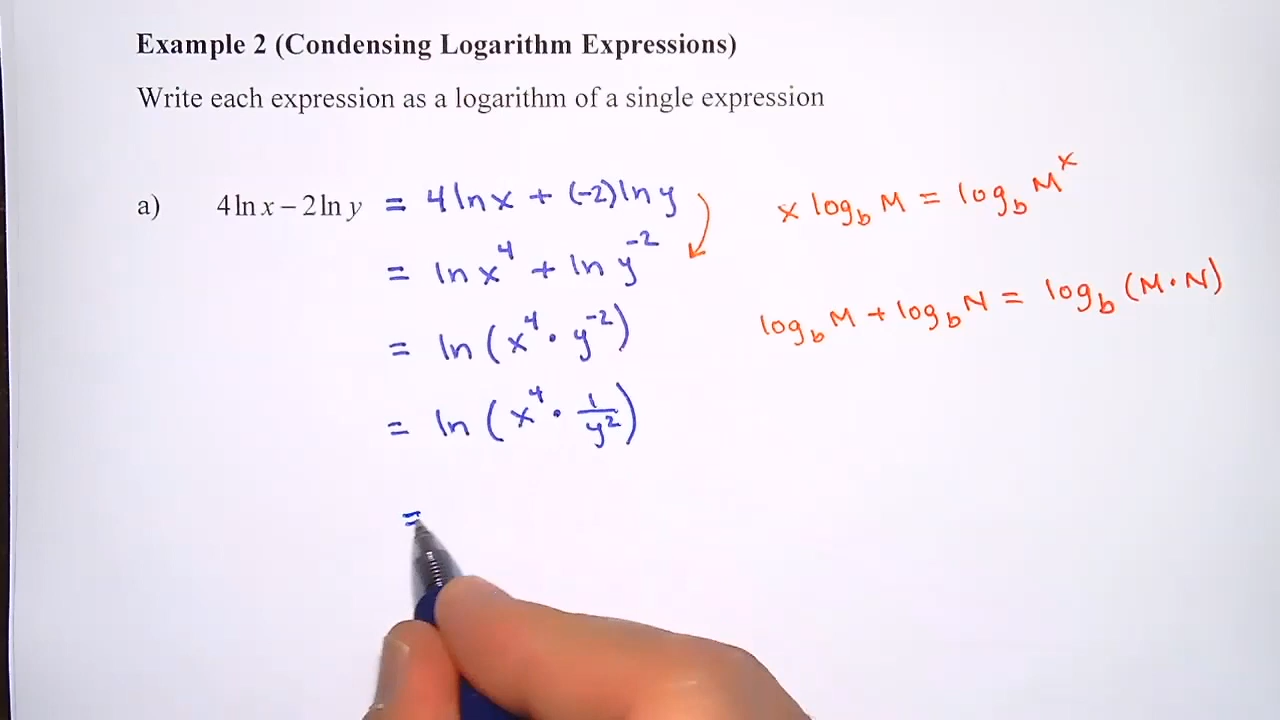 Example 2 (Condensing Logarithm Expressions)
Write each expression as a logarithm of a single expression
a) 4 ln x − 2 ln y = 4 ln x + (-2) ln y
x log_b M = log_b M^x
= ln x^4 + ln y^-2
log_b M + log_b N = log_b (M · N)
= ln (x^4 · y^-2)
= ln (x^4 · 1/y^2)
=